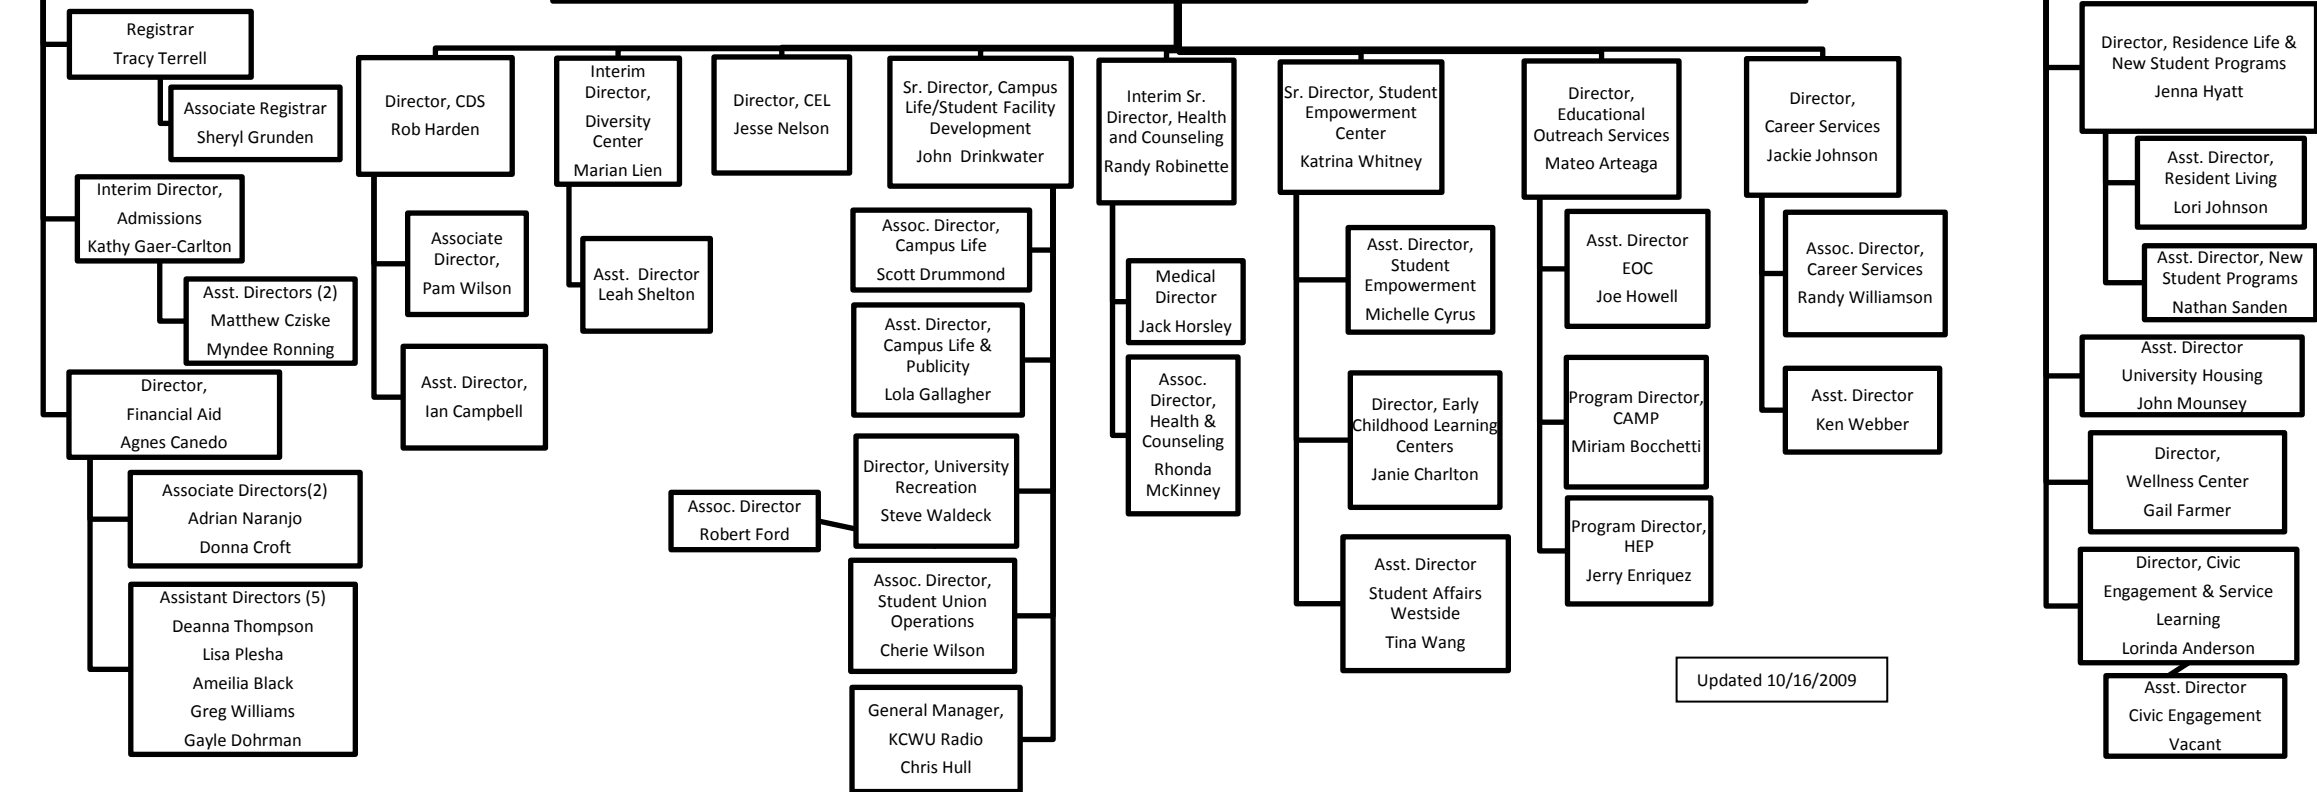 Registrar
Tracy Terrell
Associate Registrar
Sheryl Grunden
Interim Director,
Admissions
Kathy Gaer-Carlton
Asst. Directors (2)
Matthew Cziske
Myndee Ronning
Director,
Financial Aid
Agnes Canedo
Associate Directors(2)
Adrian Naranjo
Donna Croft
Assistant Directors (5)
Deanna Thompson
Lisa Plesha
Ameilia Black
Greg Williams
Gayle Dohrman
Director, CDS
Rob Harden
Associate
Director,
Pam Wilson
Asst. Director,
Ian Campbell
Interim
Director,
Diversity
Center
Marian Lien
Asst.  Director
Leah Shelton
Director, CEL
Jesse Nelson
Sr. Director, Campus
Life/Student Facility
Development
John  Drinkwater
Assoc. Director,
Campus Life
Scott Drummond
Asst. Director,
Campus Life &
Publicity
Lola Gallagher
Director, University
Recreation
Steve Waldeck
Assoc. Director
Robert Ford
Assoc. Director,
Student Union
Operations
Cherie Wilson
General Manager,
KCWU Radio
Chris Hull
Interim Sr.
Director, Health
and Counseling
Randy Robinette
Medical
Director
Jack Horsley
Assoc.
Director,
Health &
Counseling
Rhonda
McKinney
Sr. Director, Student
Empowerment
Center
Katrina Whitney
Asst. Director,
Student
Empowerment
Michelle Cyrus
Director, Early
Childhood Learning
Centers
Janie Charlton
Asst. Director
Student Affairs
Westside
Tina Wang
Director,
Educational
Outreach Services
Mateo Arteaga
Asst. Director
EOC
Joe Howell
Program Director,
CAMP
Miriam Bocchetti
Program Director,
HEP
Jerry Enriquez
Director,
Career Services
Jackie Johnson
Assoc. Director,
Career Services
Randy Williamson
Asst. Director
Ken Webber
Updated 10/16/2009
Director, Residence Life &
New Student Programs
Jenna Hyatt
Asst. Director,
Resident Living
Lori Johnson
Asst. Director, New
Student Programs
Nathan Sanden
Asst. Director
University Housing
John Mounsey
Director,
Wellness Center
Gail Farmer
Director, Civic
Engagement & Service
Learning
Lorinda Anderson
Asst. Director
Civic Engagement
Vacant